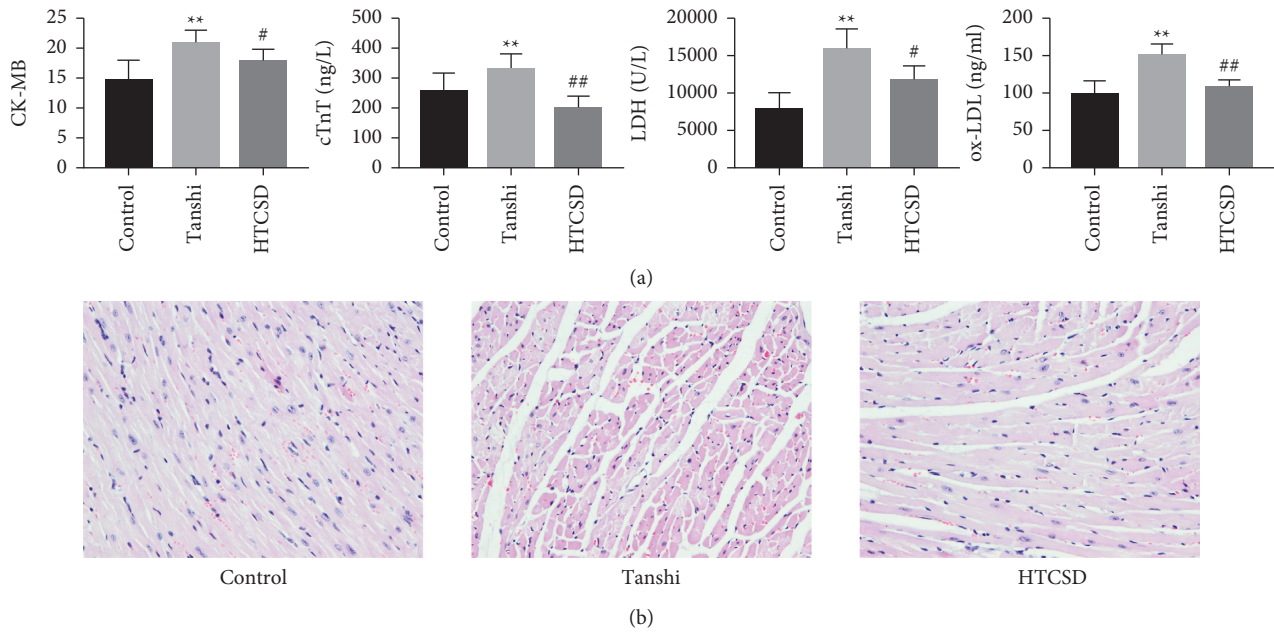 CK-MB
25
20
15
10
5
0
**
#
Control
Tanshi
HTCSD
cTnT (ng/L)
500
400
300
200
100
0
**
##
Control
Tanshi
HTCSD
LDH (U/L)
20000
15000
10000
5000
0
**
#
Control
Tanshi
HTCSD
ox-LDL (ng/ml)
200
150
100
50
0
**
##
Control
Tanshi
HTCSD
(a)
Control
Tanshi
HTCSD
(b)